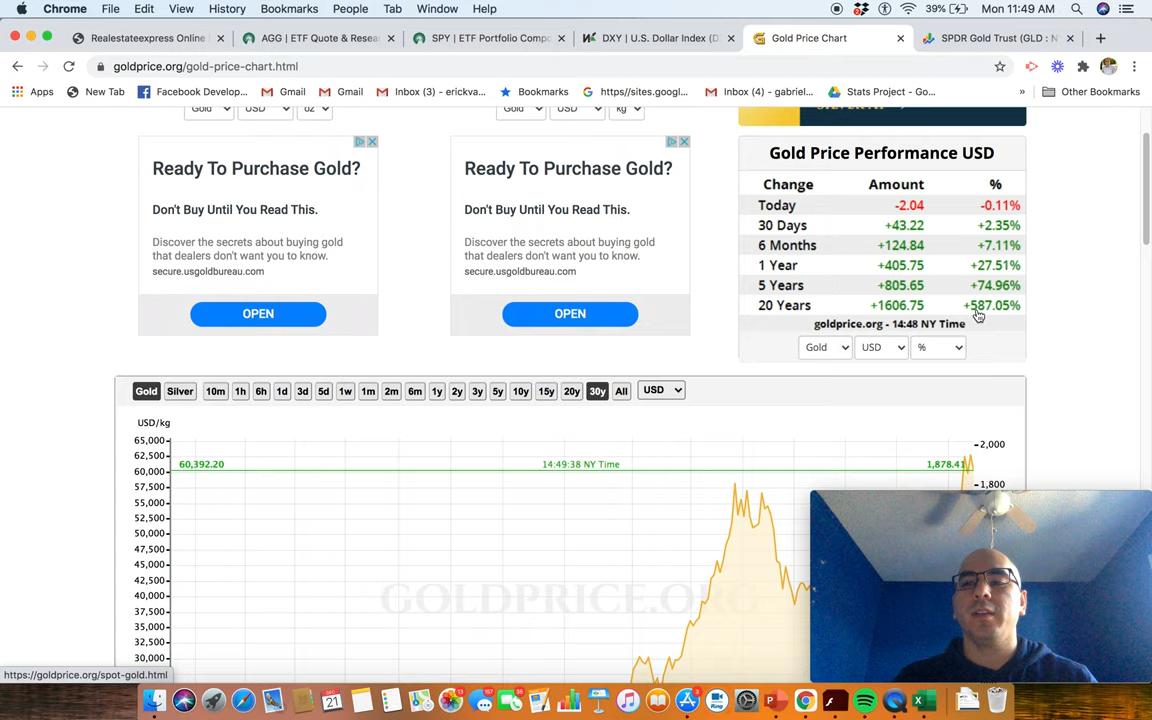 Chrome File Edit View History Bookmarks People Tab Window Help 39% Mon 11:49 AM
Realestateexpress Online
AGG | ETF Quote & Resea
SPY | ETF Portfolio Comp
DXY | U.S. Dollar Index (D
Gold Price Chart
SPDR Gold Trust (GLD : N
goldprice.org/gold-price-chart.html
Apps New Tab Facebook Develop... Gmail Gmail Inbox (3) - erickva... Bookmarks https://sites.googl... Inbox (4) - gabriel... Stats Project - Go... » Other Bookmarks
Gold USD oz
Gold USD kg
Ready To Purchase Gold?
Don't Buy Until You Read This.
Discover the secrets about buying gold
that dealers don't want you to know.
secure.usgoldbureau.com
OPEN
Ready To Purchase Gold?
Don't Buy Until You Read This.
Discover the secrets about buying gold
that dealers don't want you to know.
secure.usgoldbureau.com
OPEN
Gold Price Performance USD
Change Amount %
Today -2.04 -0.11%
30 Days +43.22 +2.35%
6 Months +124.84 +7.11%
1 Year +405.75 +27.51%
5 Years +805.65 +74.96%
20 Years +1606.75 +587.05%
goldprice.org - 14:48 NY Time
Gold USD %
Gold Silver 10m 1h 6h 1d 3d 5d 1w 1m 2m 6m 1y 2y 3y 5y 10y 15y 20y 30y All USD
USD/kg
65,000
62,500
60,000
57,500
55,000
52,500
50,000
47,500
45,000
42,500
40,000
37,500
35,000
32,500
30,000
60,392.20 14:49:38 NY Time 1,878.41
2,000
1,800
GOLDPRICE.ORG
https://goldprice.org/spot-gold.html